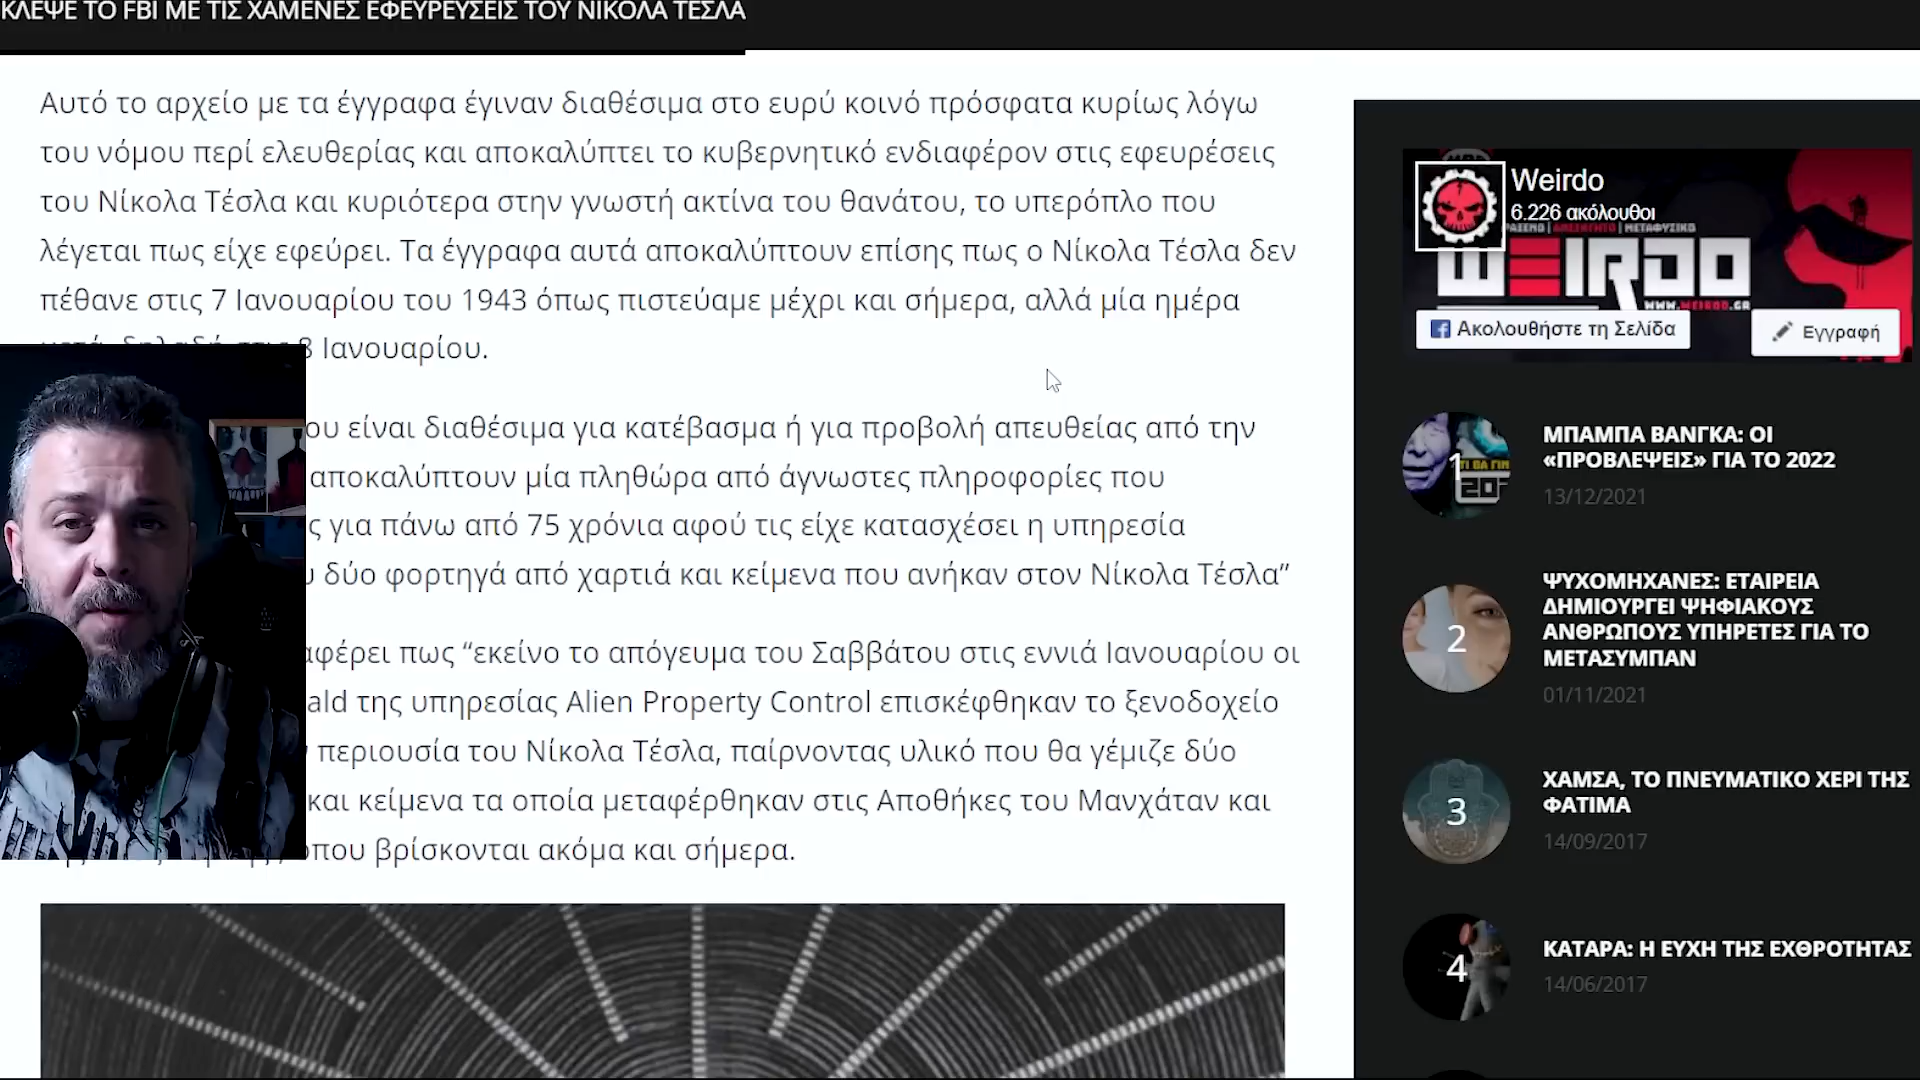 ΚΛΕΨΕ ΤΟ FBI ΜΕ ΤΙΣ ΧΑΜΕΝΕΣ ΕΦΕΥΡΕΥΣΕΙΣ ΤΟΥ ΝΙΚΟΛΑ ΤΕΣΛΑ
Αυτό το αρχείο με τα έγγραφα έγιναν διαθέσιμα στο ευρύ κοινό πρόσφατα κυρίως λόγω
του νόμου περί ελευθερίας και αποκαλύπτει το κυβερνητικό ενδιαφέρον στις εφευρέσεις
του Νίκολα Τέσλα και κυριότερα στην γνωστή ακτίνα του θανάτου, το υπερόπλο που
λέγεται πως είχε εφεύρει. Τα έγγραφα αυτά αποκαλύπτουν επίσης πως ο Νίκολα Τέσλα δεν
πέθανε στις 7 Ιανουαρίου του 1943 όπως πιστεύαμε μέχρι και σήμερα, αλλά μία ημέρα
8 Ιανουαρίου.
ου είναι διαθέσιμα για κατέβασμα ή για προβολή απευθείας από την
αποκαλύπτουν μία πληθώρα από άγνωστες πληροφορίες που
ς για πάνω από 75 χρόνια αφού τις είχε κατασχέσει η υπηρεσία
δύο φορτηγά από χαρτιά και κείμενα που ανήκαν στον Νίκολα Τέσλα”
αφέρει πως “εκείνο το απόγευμα του Σαββάτου στις εννιά Ιανουαρίου οι
ald της υπηρεσίας Alien Property Control επισκέφθηκαν το ξενοδοχείο
περιουσία του Νίκολα Τέσλα, παίρνοντας υλικό που θα γέμιζε δύο
και κείμενα τα οποία μεταφέρθηκαν στις Αποθήκες του Μανχάταν και
όπου βρίσκονται ακόμα και σήμερα.
Weirdo
6.226 ακόλουθοι
WEIRDO
WWW.WEIRDO.GR
Ακολουθήστε τη Σελίδα
Εγγραφή
1
ΜΠΑΜΠΑ ΒΑΝΓΚΑ: ΟΙ
«ΠΡΟΒΛΕΨΕΙΣ» ΓΙΑ ΤΟ 2022
13/12/2021
2
ΨΥΧΟΜΗΧΑΝΕΣ: ΕΤΑΙΡΕΙΑ
ΔΗΜΙΟΥΡΓΕΙ ΨΗΦΙΑΚΟΥΣ
ΑΝΘΡΩΠΟΥΣ ΥΠΗΡΕΤΕΣ ΓΙΑ ΤΟ
ΜΕΤΑΣΥΜΠΑΝ
01/11/2021
3
ΧΑΜΣΑ, ΤΟ ΠΝΕΥΜΑΤΙΚΟ ΧΕΡΙ ΤΗΣ
ΦΑΤΙΜΑ
14/09/2017
4
ΚΑΤΑΡΑ: Η ΕΥΧΗ ΤΗΣ ΕΧΘΡΟΤΗΤΑΣ
14/06/2017